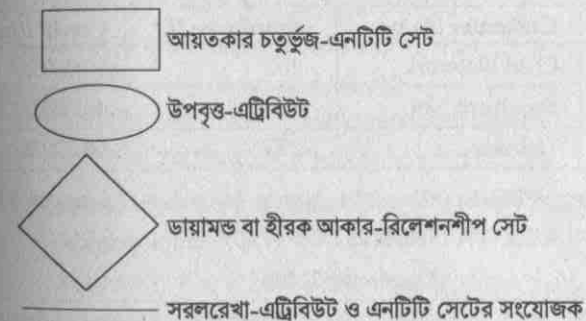 আয়তকার চতুর্ভুজ-এনটিটি সেট
উপবৃত্ত-এট্রিবিউট
ডায়ামন্ড বা হীরক আকার-রিলেশনশীপ সেট
সরলরেখা-এট্রিবিউট ও এনটিটি সেটের সংযোজক